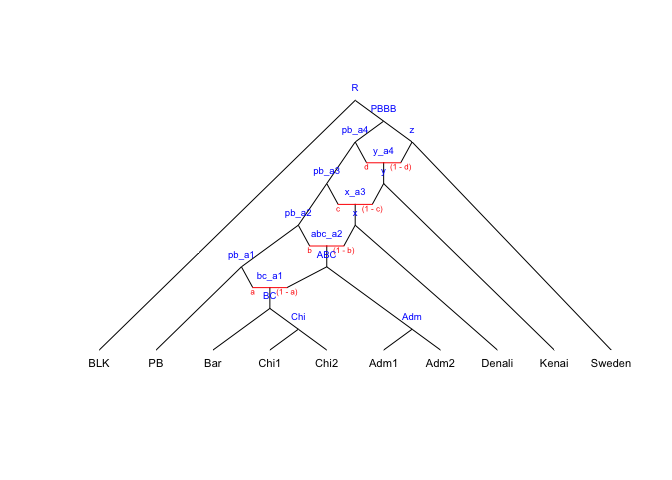 R
PBBB
pb_a4
z
y_a4
d
(1 - d)
y
pb_a3
x_a3
c
(1 - c)
x
pb_a2
abc_a2
b
(1 - b)
ABC
pb_a1
bc_a1
a
(1 - a)
BC
Chi
Adm
BLK
PB
Bar
Chi1
Chi2
Adm1
Adm2
Denali
Kenai
Sweden